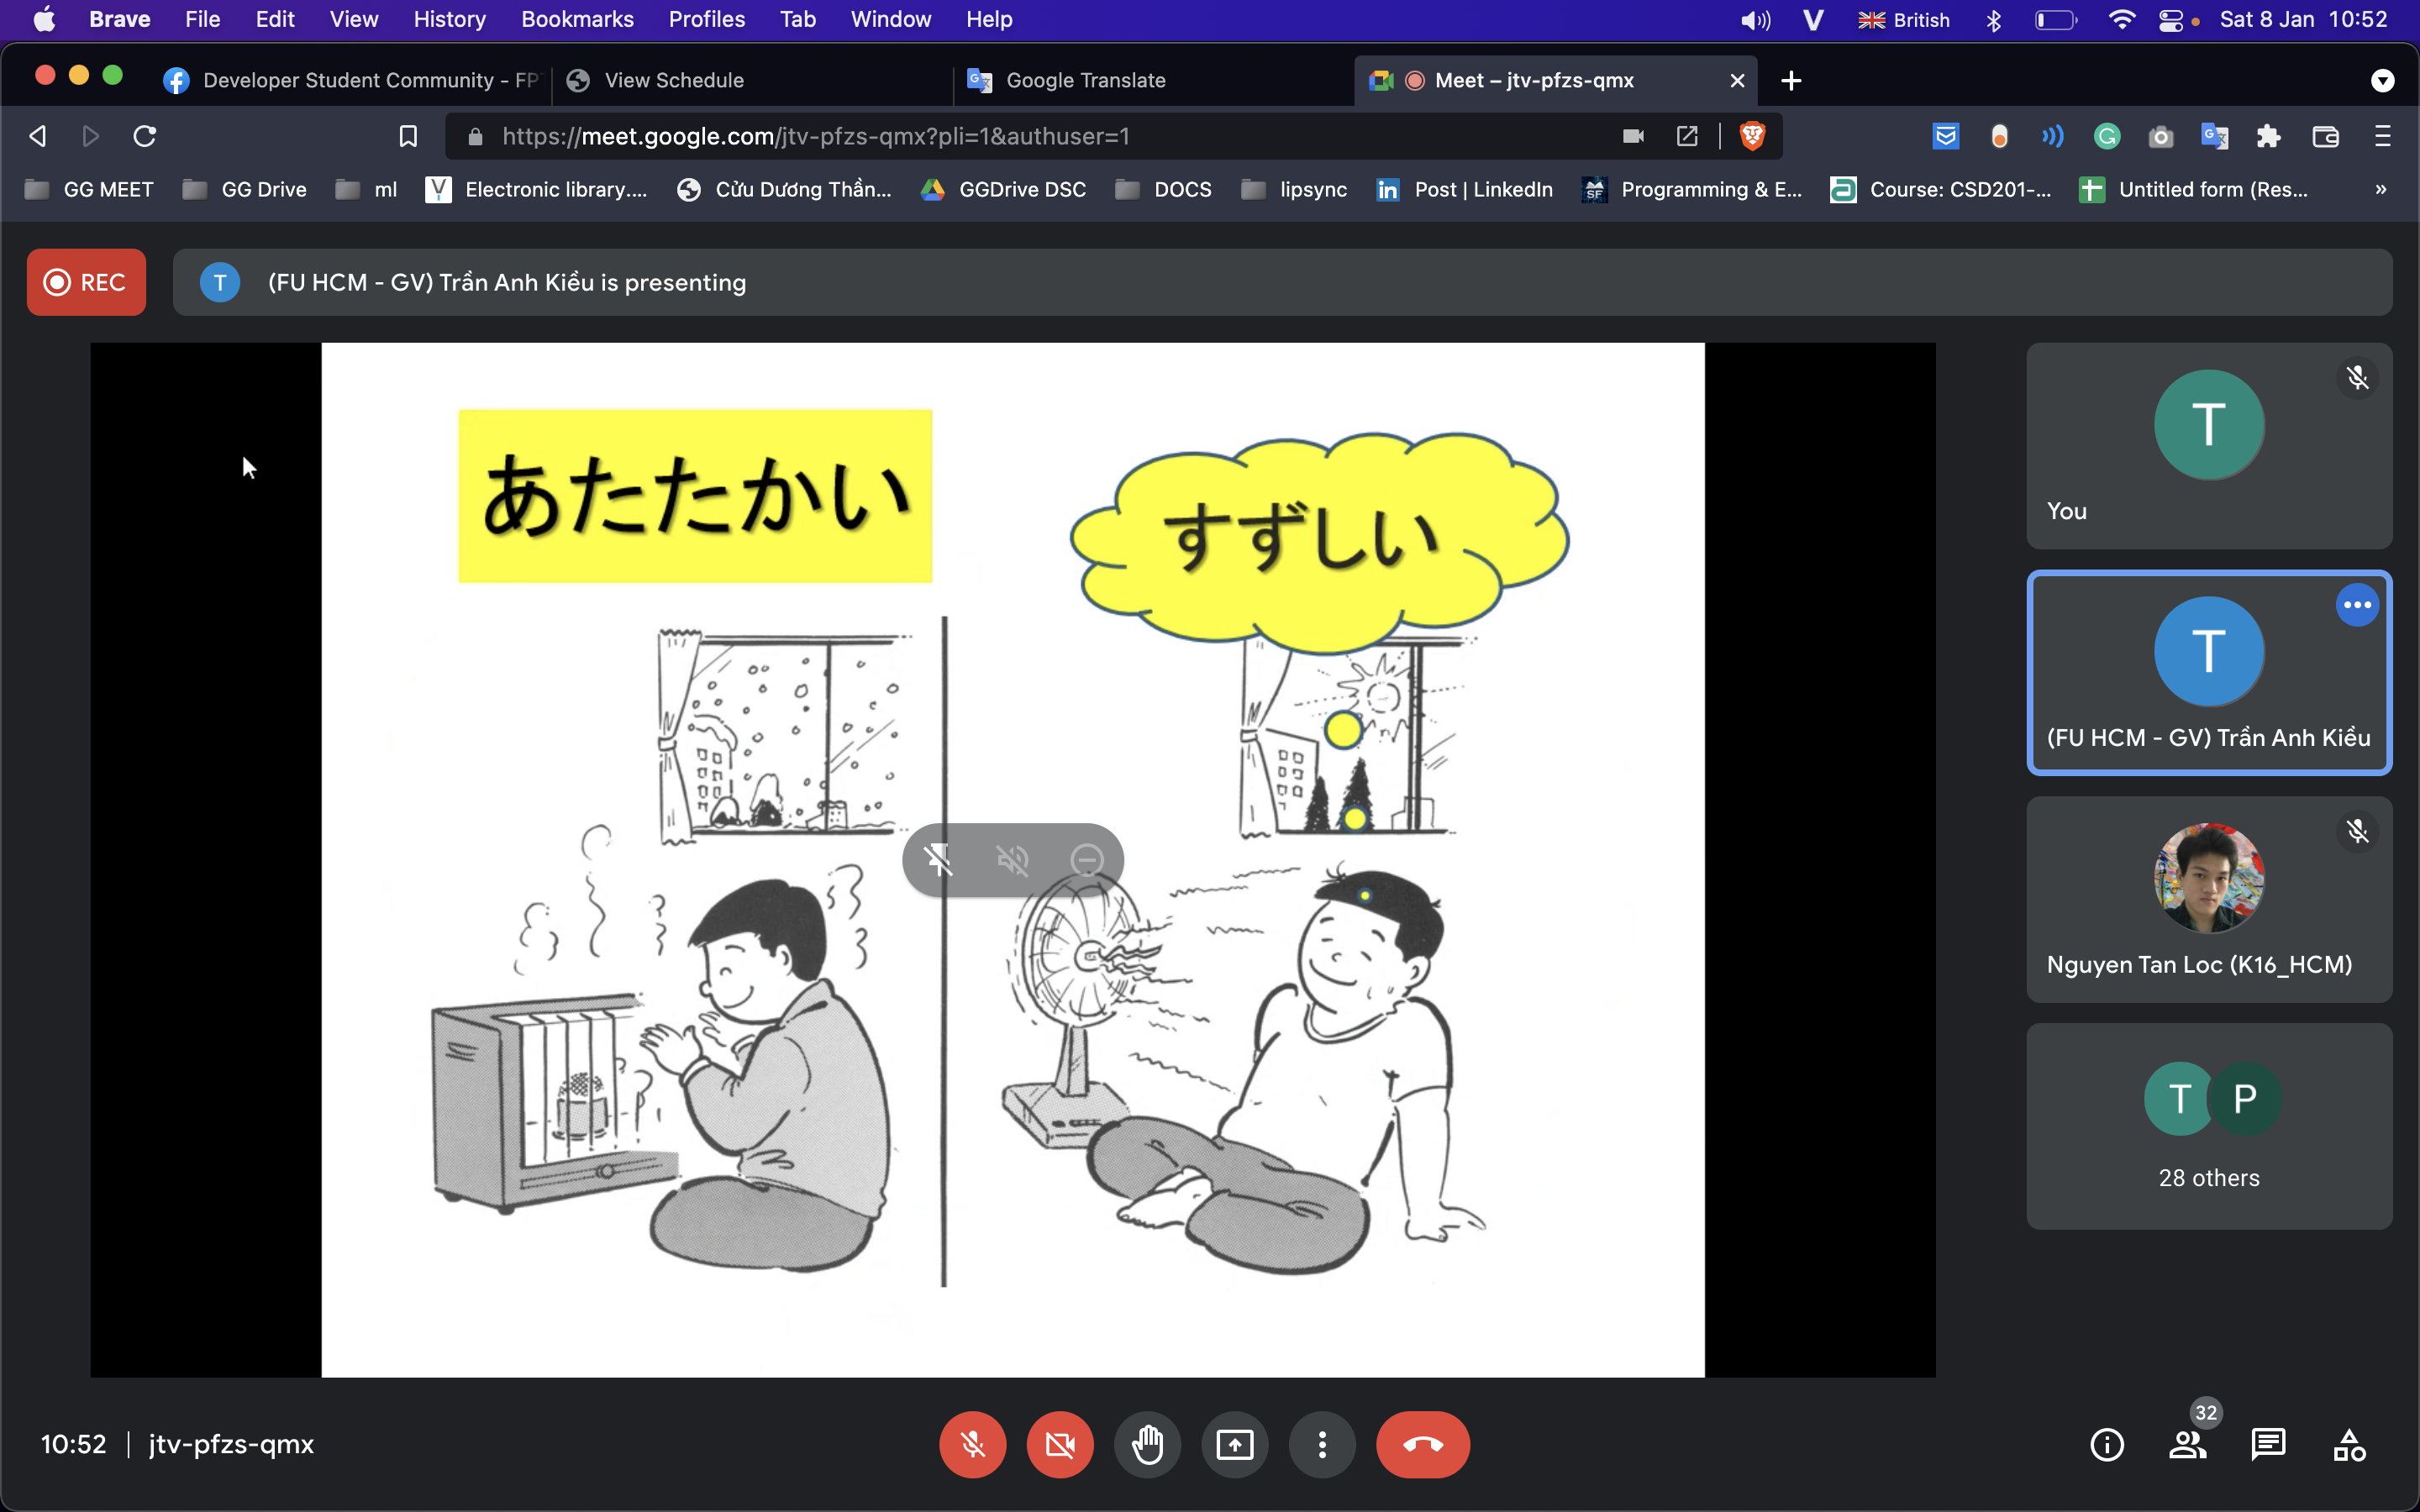 Brave File Edit View History Bookmarks Profiles Tab Window Help
V British Sat 8 Jan 10:52
Developer Student Community - FP
View Schedule
Google Translate
Meet – jtv-pfzs-qmx
https://meet.google.com/jtv-pfzs-qmx?pli=1&authuser=1
GG MEET GG Drive ml Electronic library.... Cửu Dương Thần... GGDrive DSC DOCS lipsync Post | LinkedIn Programming & E... Course: CSD201-... Untitled form (Res... »
REC
T (FU HCM - GV) Trần Anh Kiều is presenting
あたたかい
すずしい
T
You
T
(FU HCM - GV) Trần Anh Kiều
Nguyen Tan Loc (K16_HCM)
T P
28 others
10:52 | jtv-pfzs-qmx
32